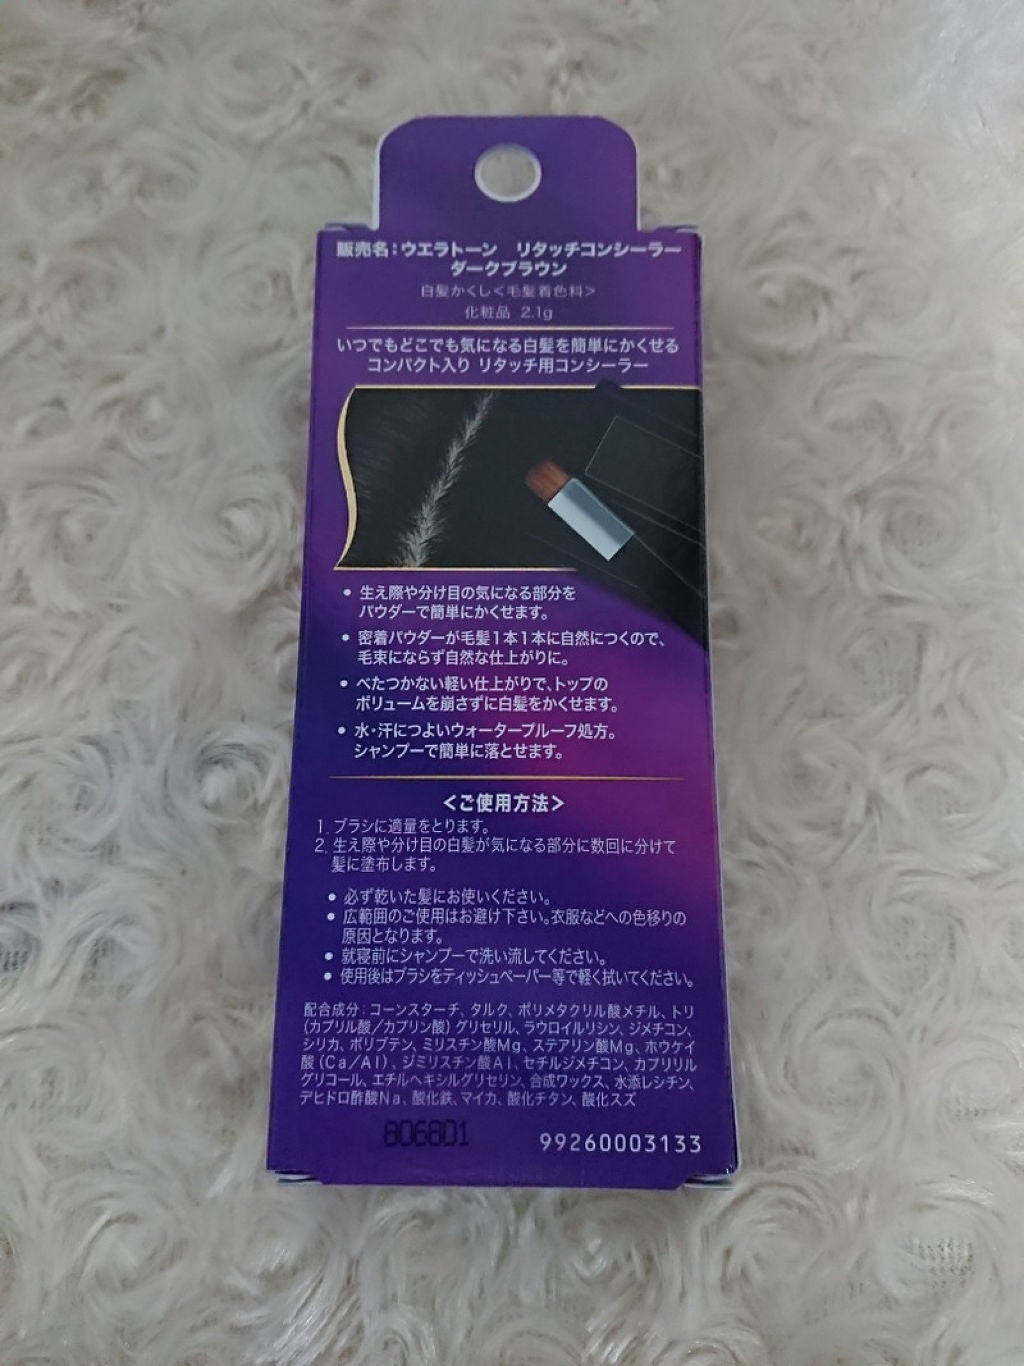 販売名:ウエラトーン リタッチコンシーラー
ダークブラウン
白髪かくし<毛髪着色料>
化粧品 2.1g
いつでもどこでも気になる白髪を簡単にかくせる
コンパクト入り リタッチ用コンシーラー
• 生え際や分け目の気になる部分を
パウダーで簡単にかくせます。
• 密着パウダーが毛髪1本1本に自然につくので、
毛束にならず自然な仕上がりに。
• べたつかない軽い仕上がりで、トップの
ボリュームを崩さずに白髪をかくせます。
• 水・汗につよいウォータープルーフ処方。
シャンプーで簡単に落とせます。
<ご使用方法>
1. ブラシに適量をとります。
2. 生え際や分け目の白髪が気になる部分に数回に分けて
髪に塗布します。
• 必ず乾いた髪にお使いください。
• 広範囲のご使用はお避け下さい。衣服などへの色移りの
原因となります。
• 就寝前にシャンプーで洗い流してください。
• 使用後はブラシをティッシュペーパー等で軽く拭いてください。
配合成分:コーンスターチ、タルク、ポリメタクリル酸メチル、トリ
(カプリル酸/カプリン酸)グリセリル、ラウロイルリシン、ジメチコン、
シリカ、ポリブテン、ミリスチン酸Mg、ステアリン酸Mg、ホウケイ
酸(Ca/Al)、ジミリスチン酸Al、セチルジメチコン、カプリリル
グリコール、エチルヘキシルグリセリン、合成ワックス、水添レシチン、
デヒドロ酢酸Na、酸化鉄、マイカ、酸化チタン、酸化スズ
806801
99260003133